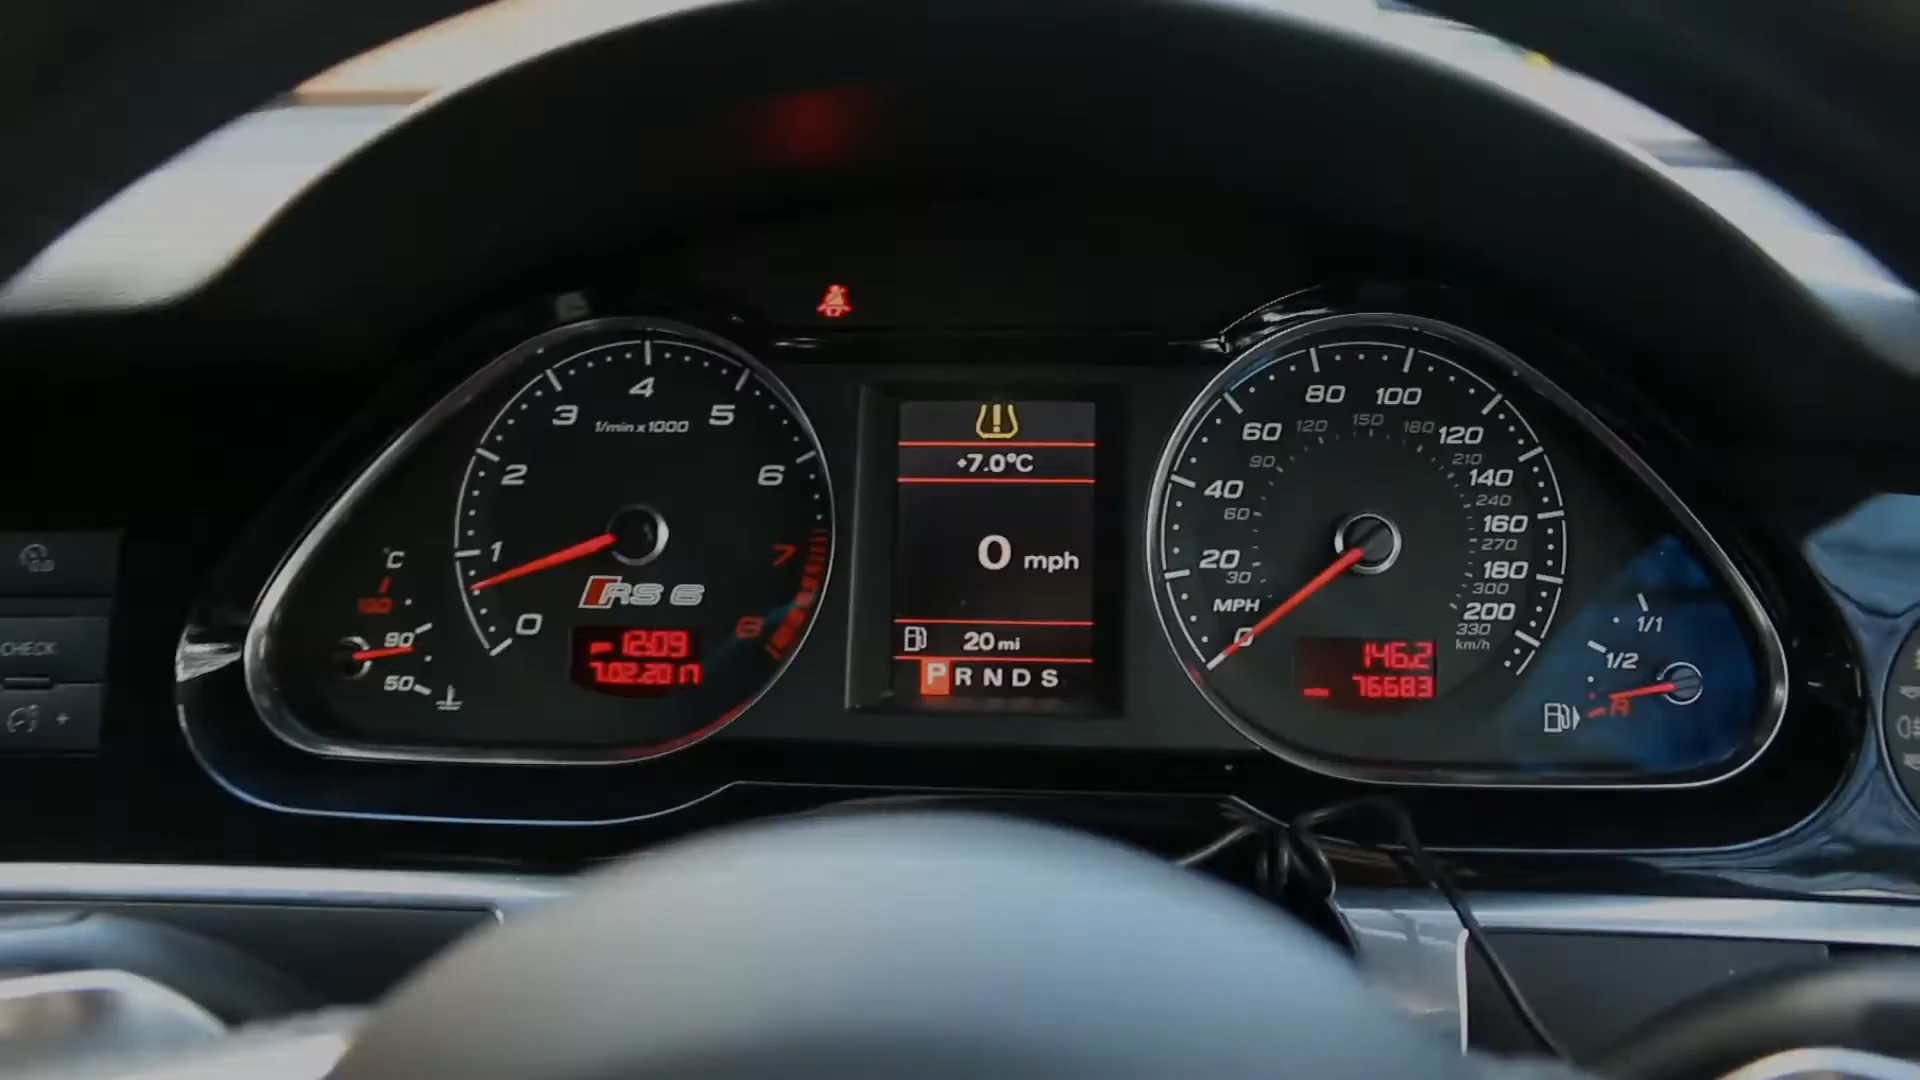 4
3
5
1/min x 1000
2
6
1
7
0
8
RS 6
°C
90
50
12:09
7.02.2017
+7.0°C
0 mph
20 mi
P R N D S
80 100
120 150 180
60 120
90 210
40 140
60 240
160
270
20 180
30 300
MPH 200
330
km/h
0
146.2
76683
1/1
1/2
R
CHECK